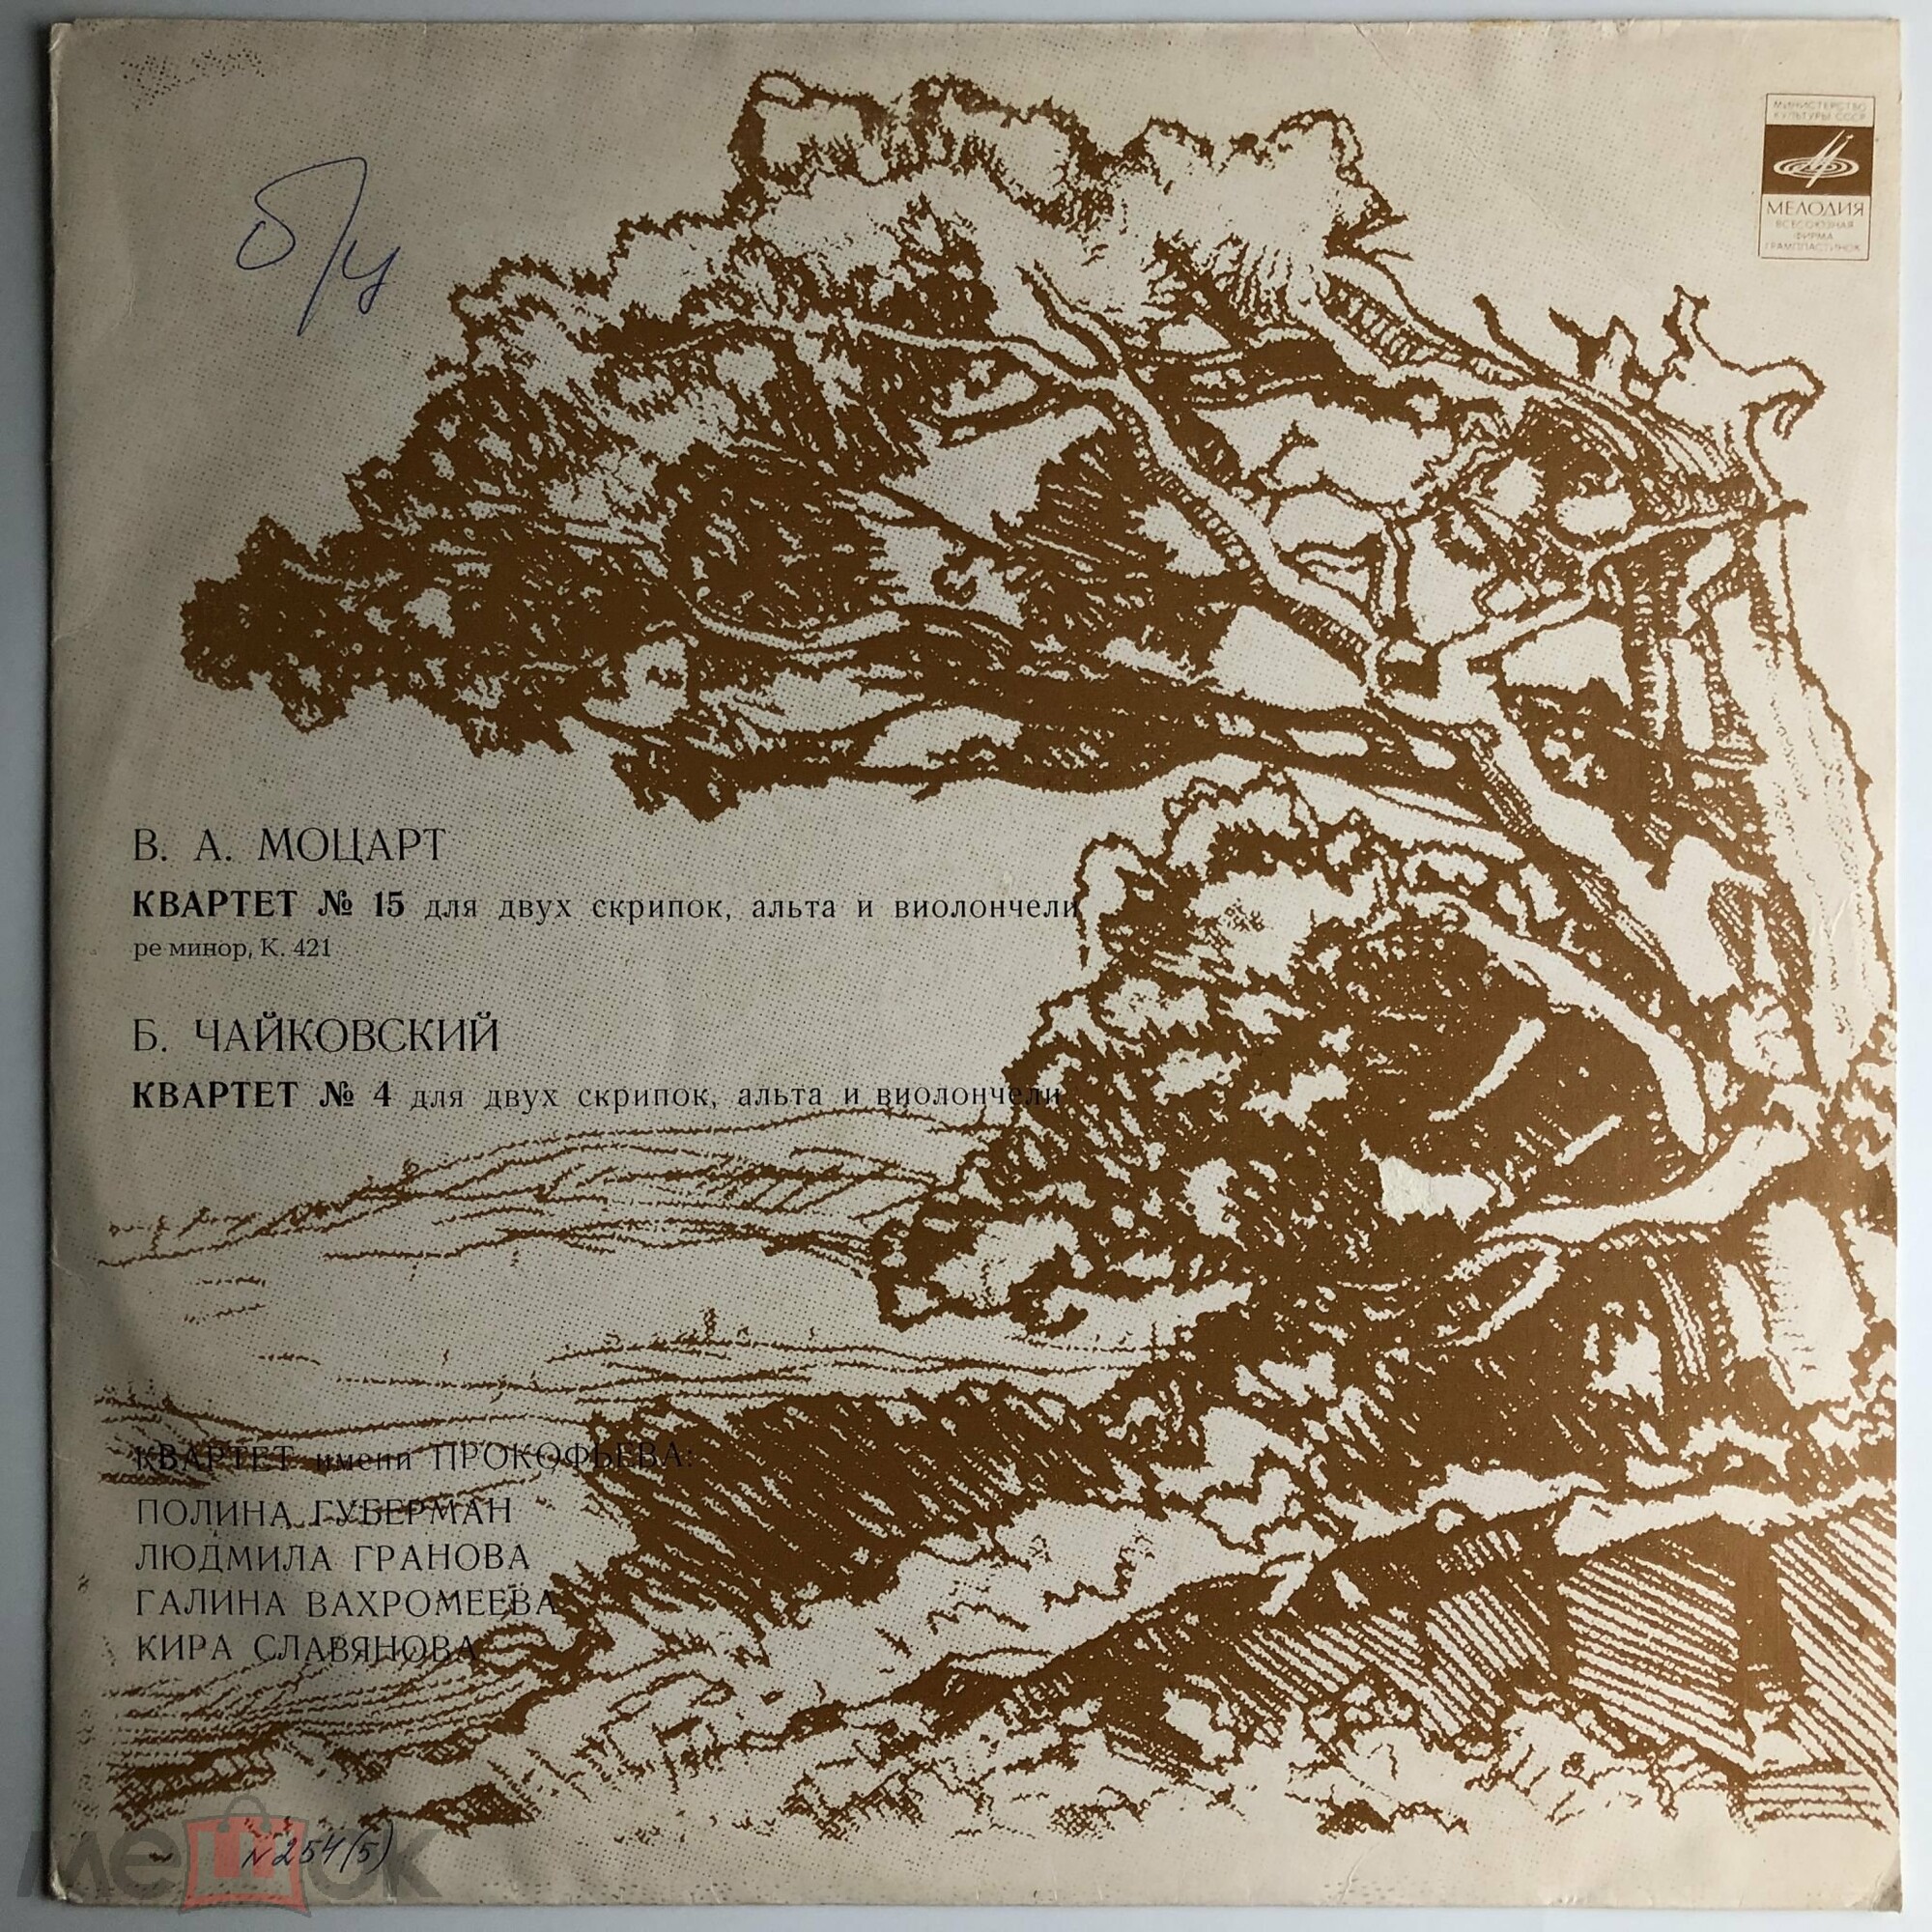 МИНИСТЕРСТВО
КУЛЬТУРЫ СССР
МЕЛОДИЯ
ВСЕСОЮЗНАЯ
ФИРМА
ГРАМПЛАСТИНОК
б/у
В. А. МОЦАРТ
КВАРТЕТ № 15 для двух скрипок, альта и виолончели
ре минор, К. 421
Б. ЧАЙКОВСКИЙ
КВАРТЕТ № 4 для двух скрипок, альта и виолончели
КВАРТЕТ имени ПРОКОФЬЕВА:
ПОЛИНА ГУБЕРМАН
ЛЮДМИЛА ГРАНОВА
ГАЛИНА ВАХРОМЕЕВА
КИРА СЛАВЯНОВА
N254(5)
мешок